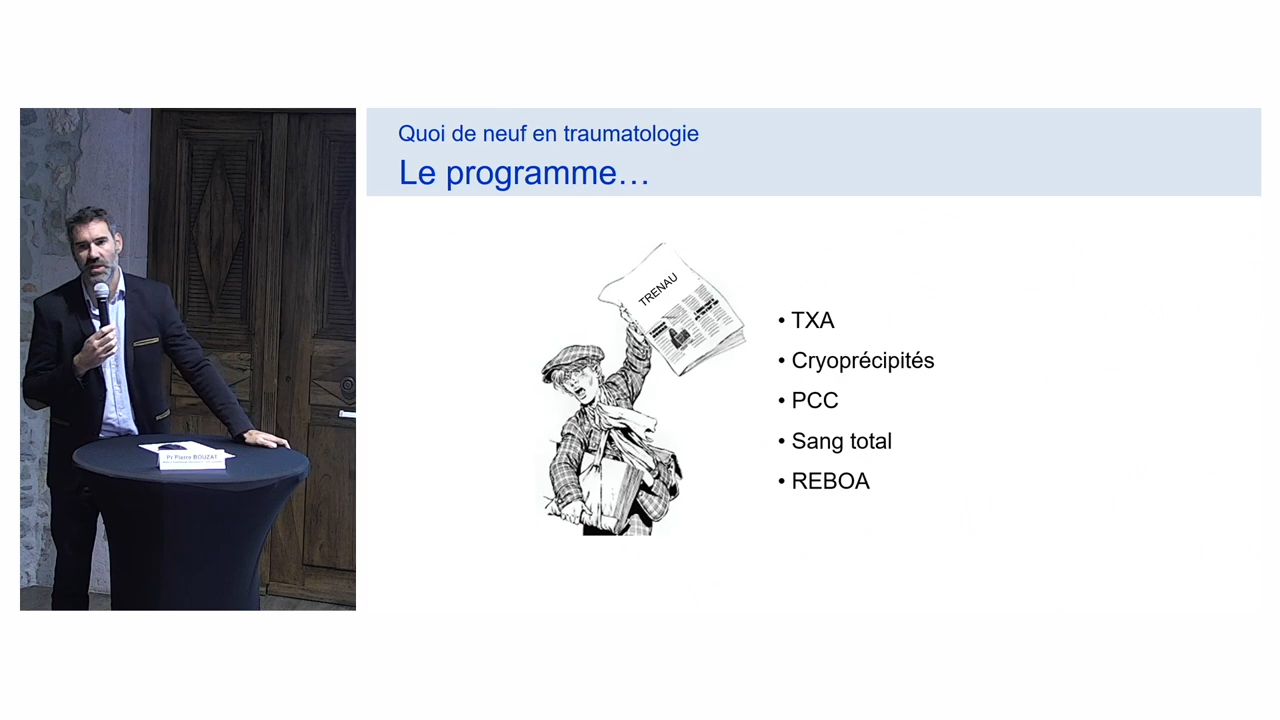 Quoi de neuf en traumatologie
Le programme…
TRENAU
• TXA
• Cryoprécipités
• PCC
• Sang total
• REBOA
Pr Pierre BOUZAT